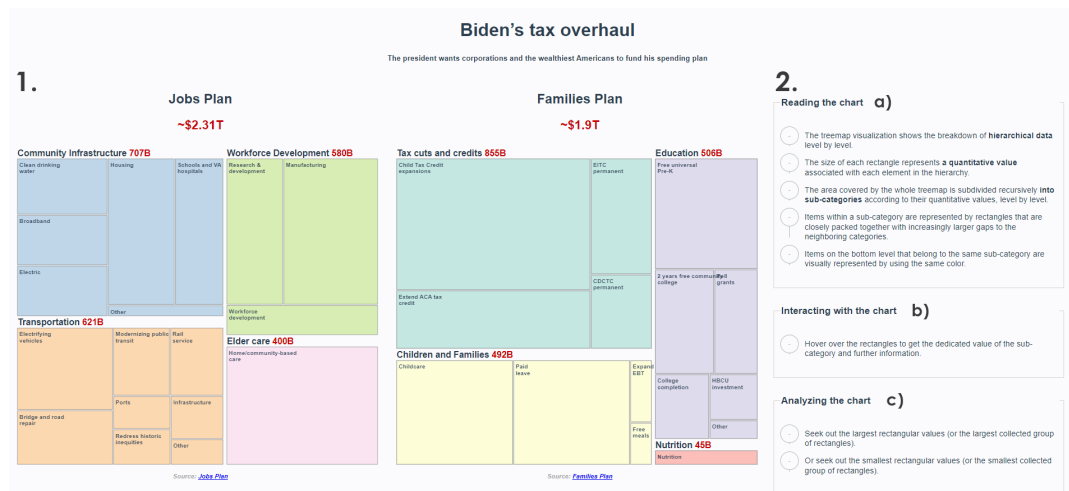 Biden's tax overhaul
The president wants corporations and the wealthiest Americans to fund his spending plan
1.
Jobs Plan
~$2.31T
Community Infrastructure 707B
Clean drinking
water
Housing
Schools and VA
hospitals
Broadband
Electric
Other
Workforce Development 580B
Research &
development
Manufacturing
Workforce
development
Transportation 621B
Electrifying
vehicles
Modernizing public
transit
Rail
service
Ports
Infrastructure
Bridge and road
repair
Redress historic
inequities
Other
Elder care 400B
Home/community-based
care
Source: Jobs Plan
Families Plan
~$1.9T
Tax cuts and credits 855B
Child Tax Credit
expansions
EITC
permanent
CDCTC
permanent
Extend ACA tax
credit
Education 506B
Free universal
Pre-K
2 years free community
college
Pell
grants
College
completion
HBCU
investment
Other
Children and Families 492B
Childcare
Paid
leave
Expand
EBT
Free
meals
Nutrition 45B
Nutrition
Source: Families Plan
2.
Reading the chart a)
The treemap visualization shows the breakdown of hierarchical data
level by level.
The size of each rectangle represents a quantitative value
associated with each element in the hierarchy.
The area covered by the whole treemap is subdivided recursively into
sub-categories according to their quantitative values, level by level.
Items within a sub-category are represented by rectangles that are
closely packed together with increasingly larger gaps to the
neighboring categories.
Items on the bottom level that belong to the same sub-category are
visually represented by using the same color.
Interacting with the chart b)
Hover over the rectangles to get the dedicated value of the sub-
category and further information.
Analyzing the chart c)
Seek out the largest rectangular values (or the largest collected group
of rectangles).
Or seek out the smallest rectangular values (or the smallest collected
group of rectangles).